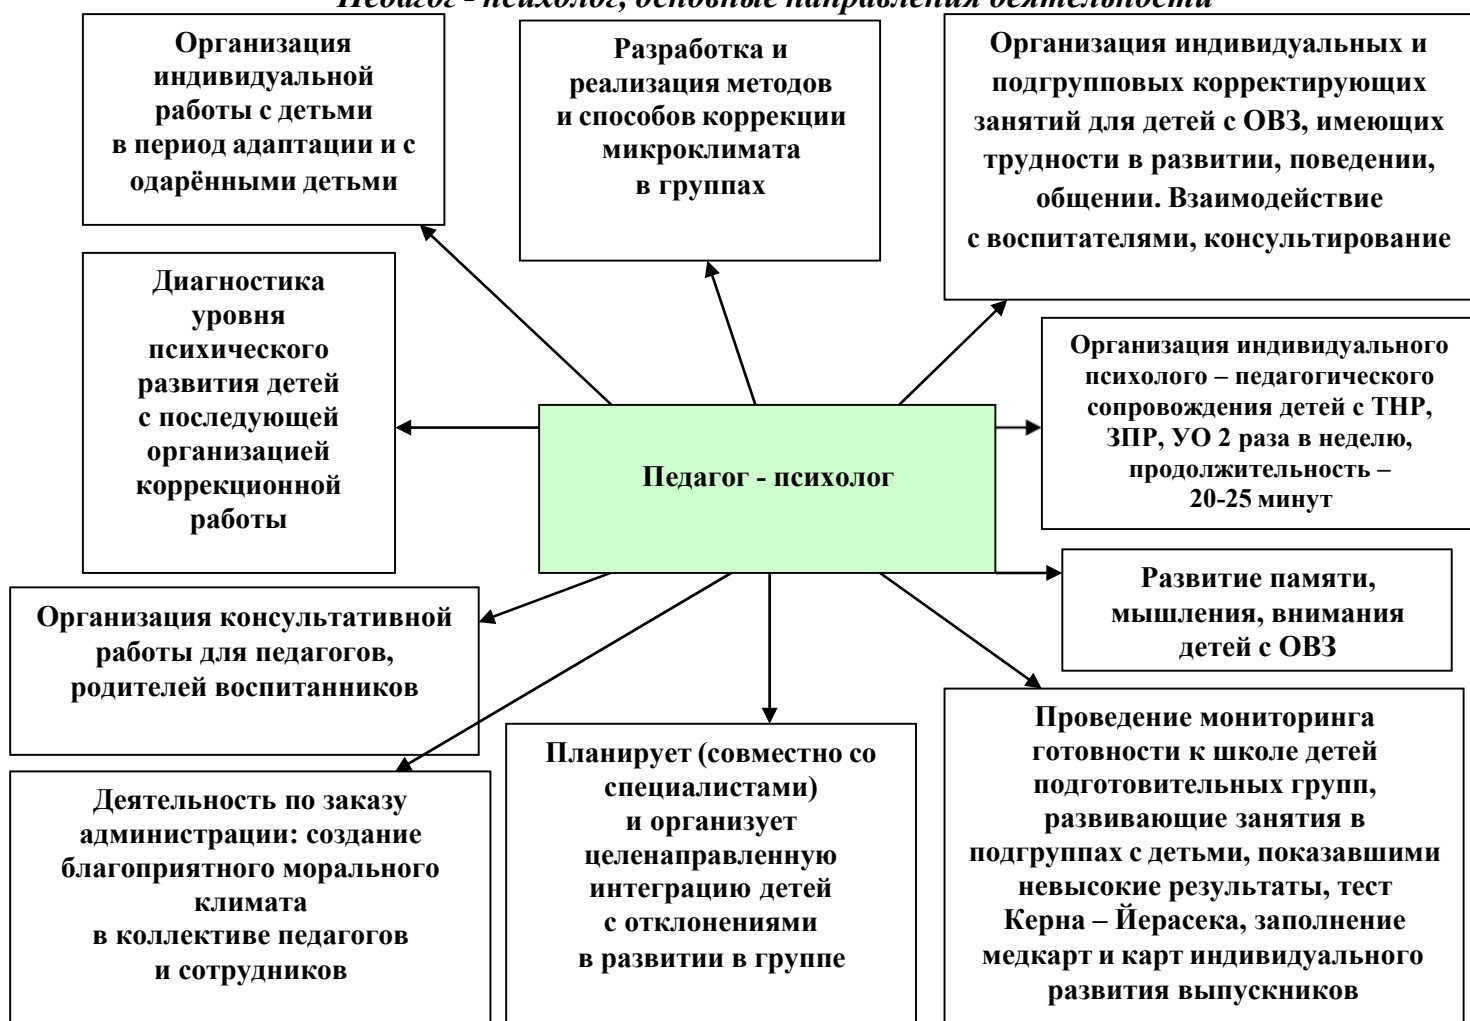 Педагог - психолог, основные направления деятельности
Организация
индивидуальной
работы с детьми
в период адаптации и с
одарёнными детьми
Разработка и
реализация методов
и способов коррекции
микроклимата
в группах
Организация индивидуальных и
подгрупповых корректирующих
занятий для детей с ОВЗ, имеющих
трудности в развитии, поведении,
общении. Взаимодействие
с воспитателями, консультирование
Диагностика
уровня
психического
развития детей
с последующей
организацией
коррекционной
работы
Организация индивидуального
психолого – педагогического
сопровождения детей с ТНР,
ЗПР, УО 2 раза в неделю,
продолжительность –
20-25 минут
Педагог - психолог
Развитие памяти,
мышления, внимания
детей с ОВЗ
Организация консультативной
работы для педагогов,
родителей воспитанников
Деятельность по заказу
администрации: создание
благоприятного морального
климата
в коллективе педагогов
и сотрудников
Планирует (совместно со
специалистами)
и организует
целенаправленную
интеграцию детей
с отклонениями
в развитии в группе
Проведение мониторинга
готовности к школе детей
подготовительных групп,
развивающие занятия в
подгруппах с детьми, показавшими
невысокие результаты, тест
Керна – Йерасека, заполнение
медкарт и карт индивидуального
развития выпускников